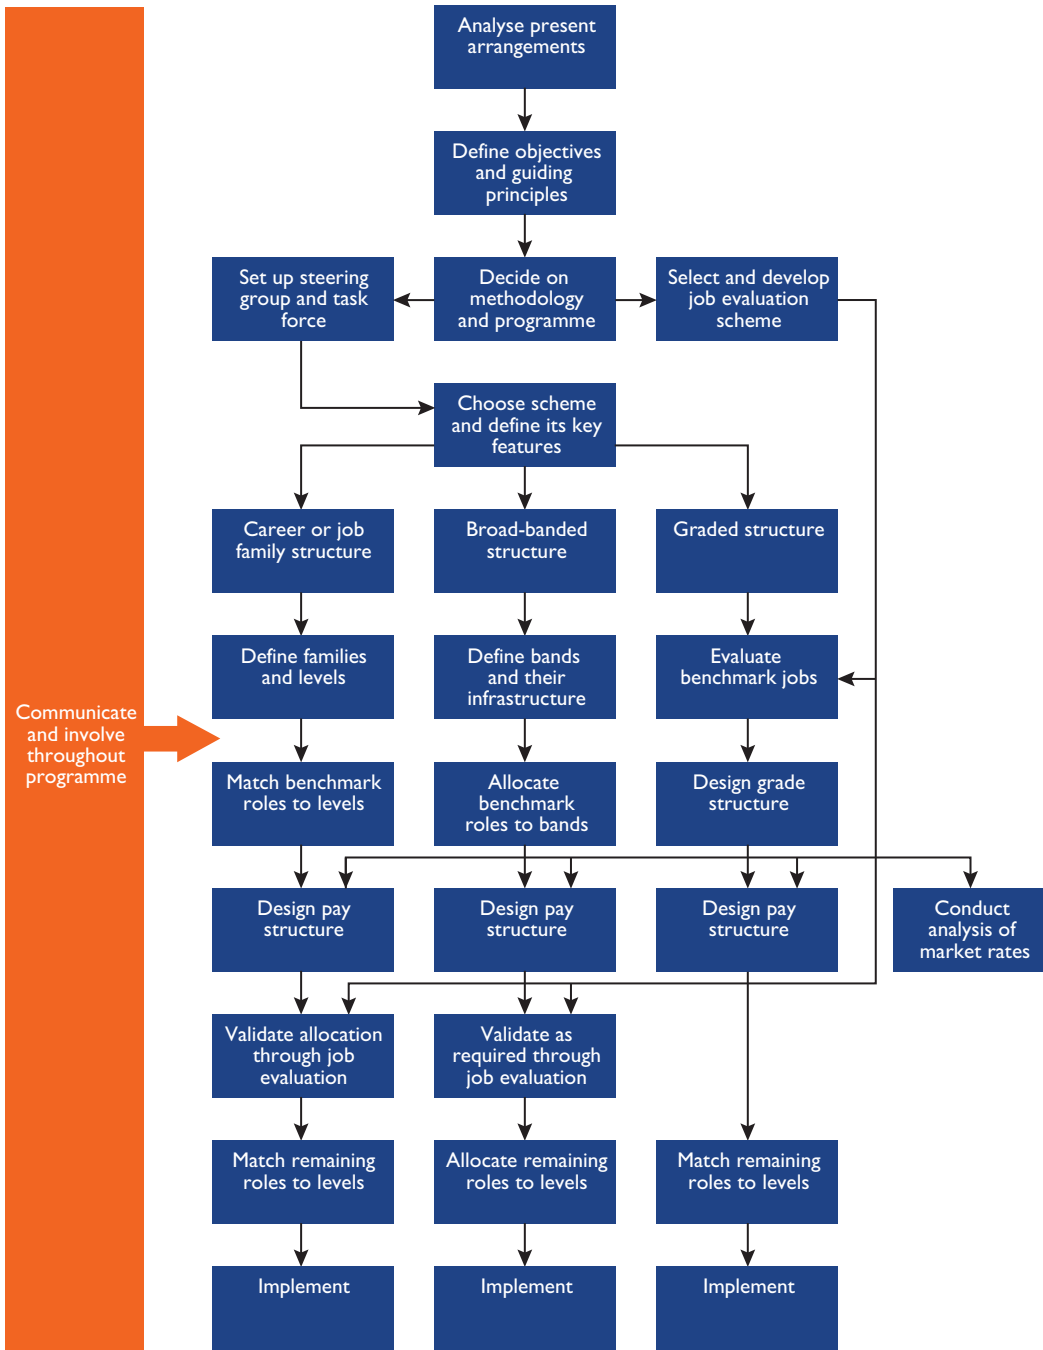 Analyse present
arrangements
Define objectives
and guiding
principles
Set up steering
group and task
force
Decide on
methodology
and programme
Select and develop
job evaluation
scheme
Choose scheme
and define its key
features
Career or job
family structure
Broad-banded
structure
Graded structure
Define families
and levels
Define bands
and their
infrastructure
Evaluate
benchmark jobs
Communicate
and involve
throughout
programme
Match benchmark
roles to levels
Allocate
benchmark
roles to bands
Design grade
structure
Design pay
structure
Design pay
structure
Design pay
structure
Conduct
analysis of
market rates
Validate allocation
through job
evaluation
Validate as
required through
job evaluation
Match remaining
roles to levels
Allocate remaining
roles to levels
Match remaining
roles to levels
Implement
Implement
Implement